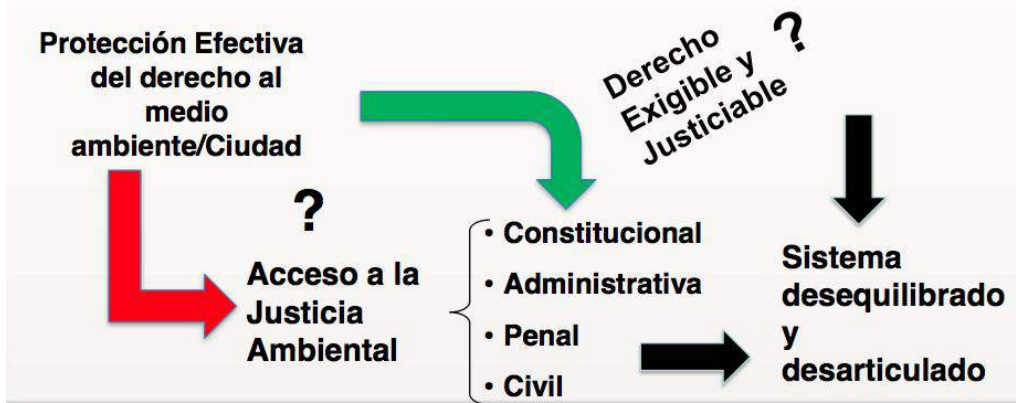 Protección Efectiva
del derecho al
medio
ambiente/Ciudad
?
Acceso a la
Justicia
Ambiental
• Constitucional
• Administrativa
• Penal
• Civil
Derecho
Exigible y
Justiciable
?
Sistema
desequilibrado
y
desarticulado